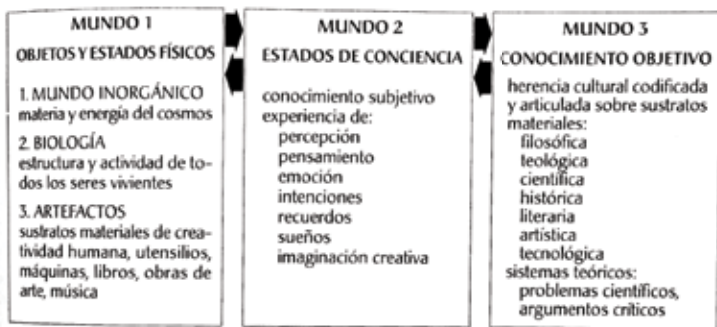 MUNDO 1
OBJETOS Y ESTADOS FÍSICOS
1. MUNDO INORGÁNICO
materia y energía del cosmos
2. BIOLOGÍA
estructura y actividad de to-
dos los seres vivientes
3. ARTEFACTOS
sustratos materiales de crea-
tividad humana, utensilios,
máquinas, libros, obras de
arte, música
MUNDO 2
ESTADOS DE CONCIENCIA
conocimiento subjetivo
experiencia de:
percepción
pensamiento
emoción
intenciones
recuerdos
sueños
imaginación creativa
MUNDO 3
CONOCIMIENTO OBJETIVO
herencia cultural codificada
y articulada sobre sustratos
materiales:
filosófica
teológica
científica
histórica
literaria
artística
tecnológica
sistemas teóricos:
problemas científicos,
argumentos críticos